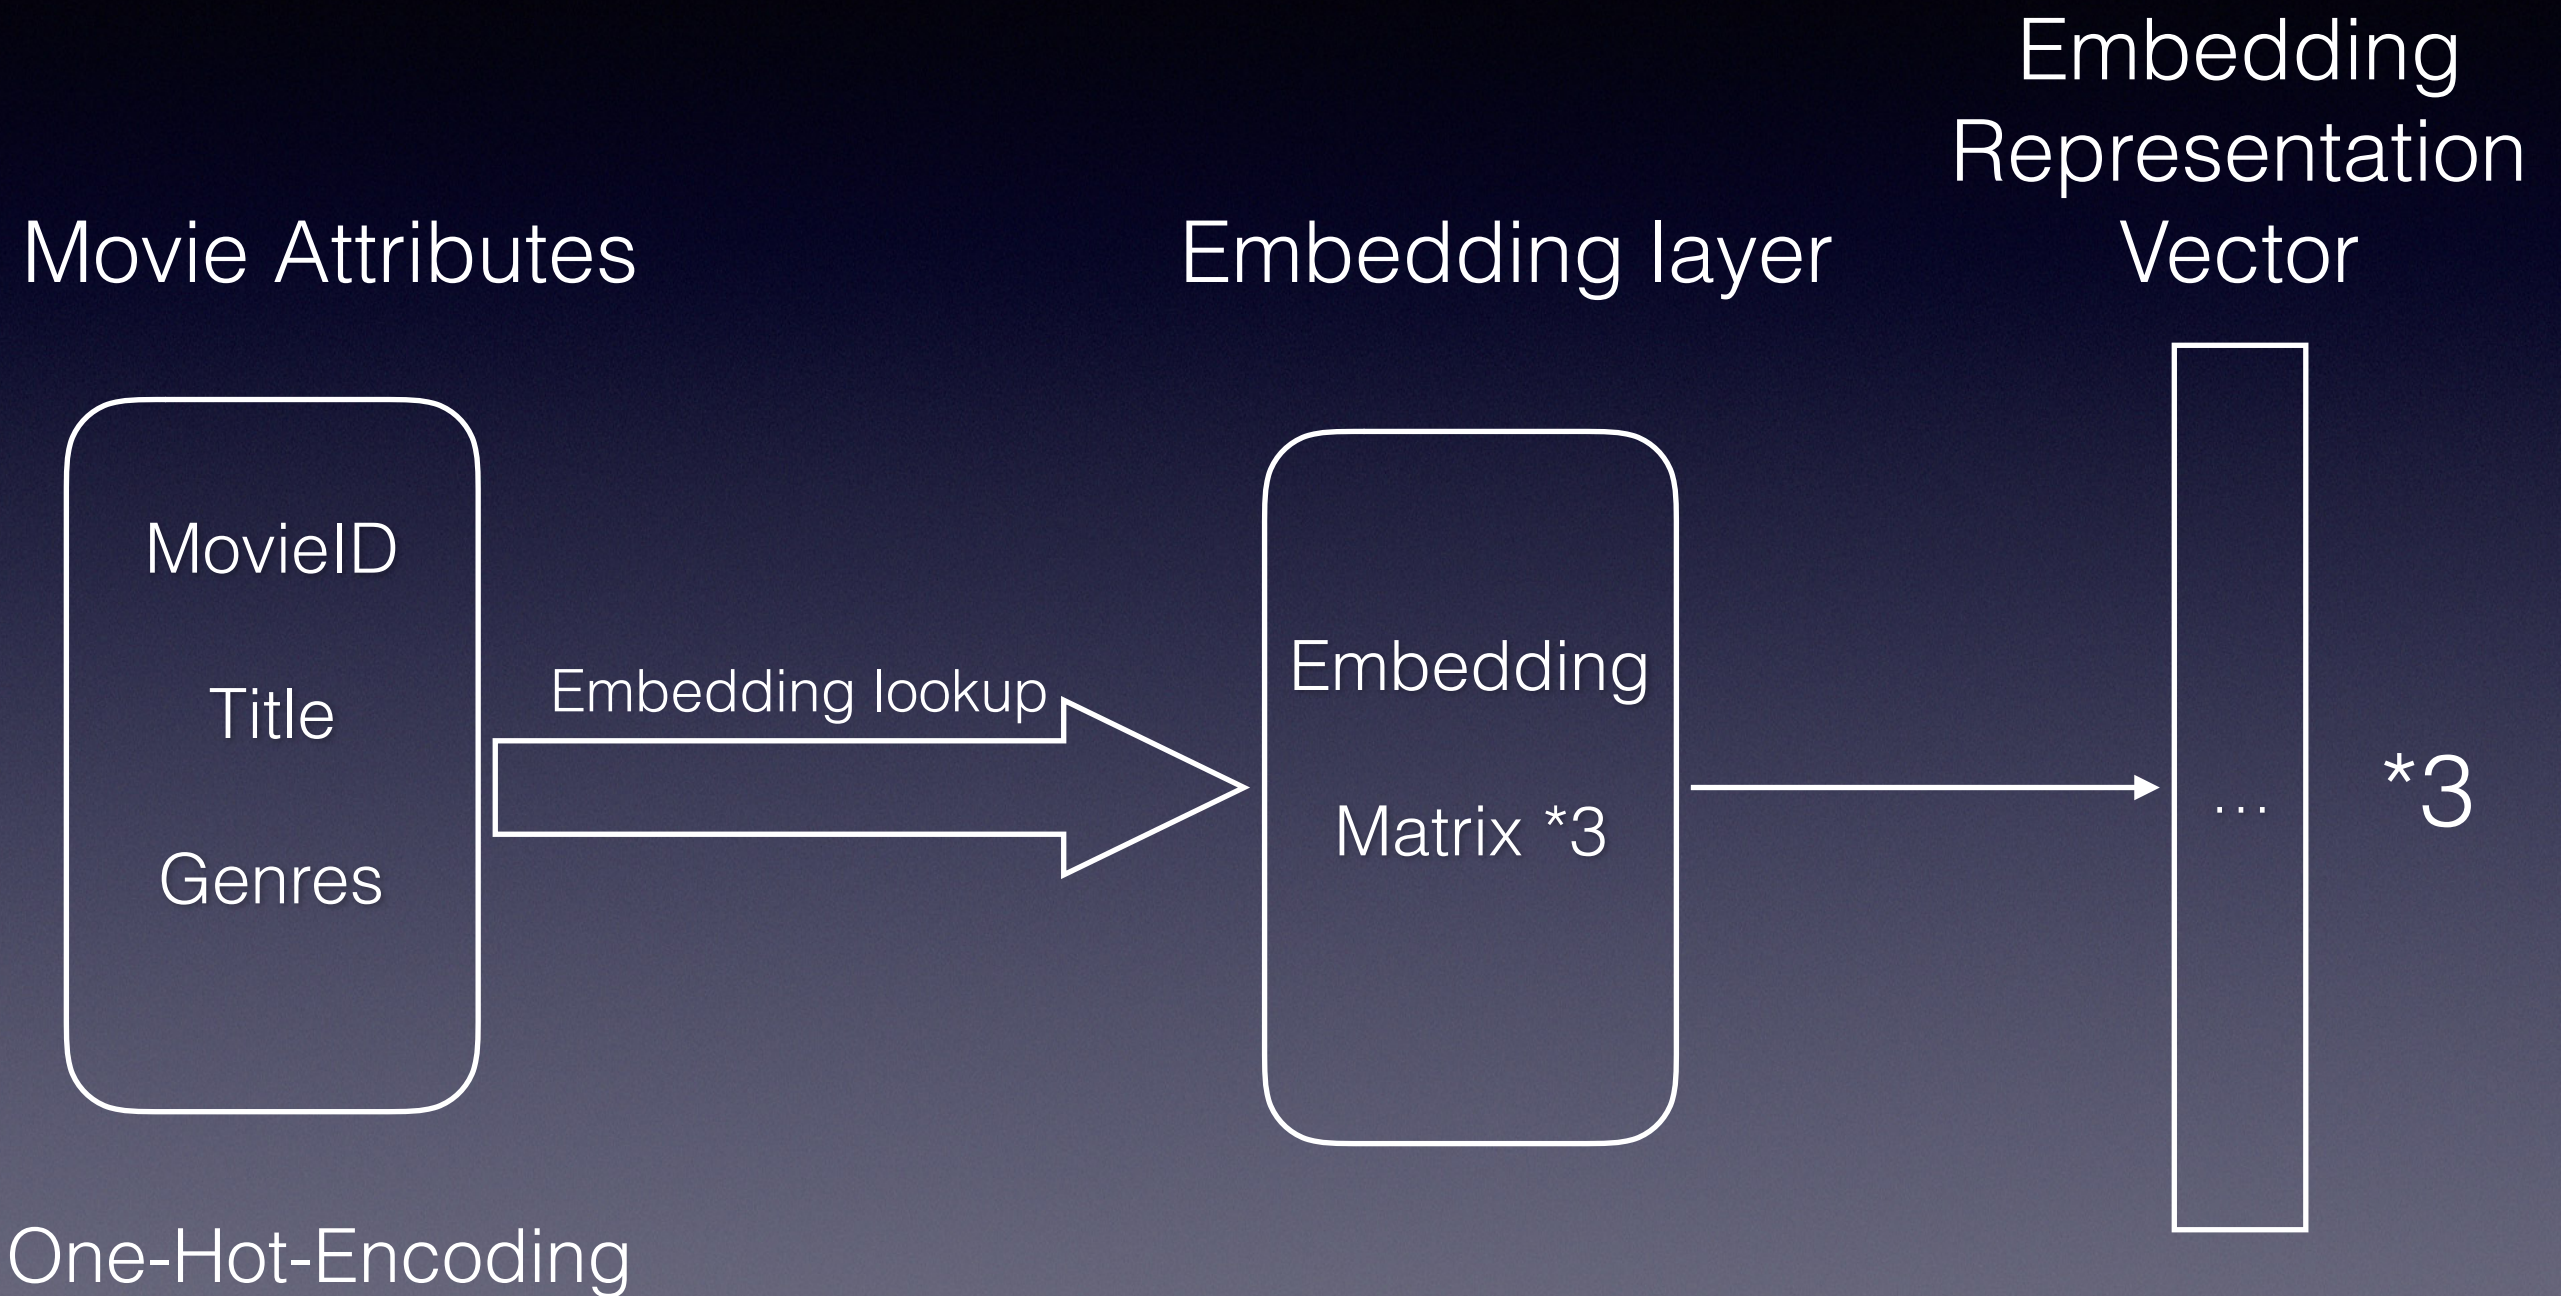 Movie Attributes
Embedding layer
Embedding
Representation
Vector
MovieID
Title
Genres
Embedding lookup
Embedding
Matrix *3
...
*3
One-Hot-Encoding